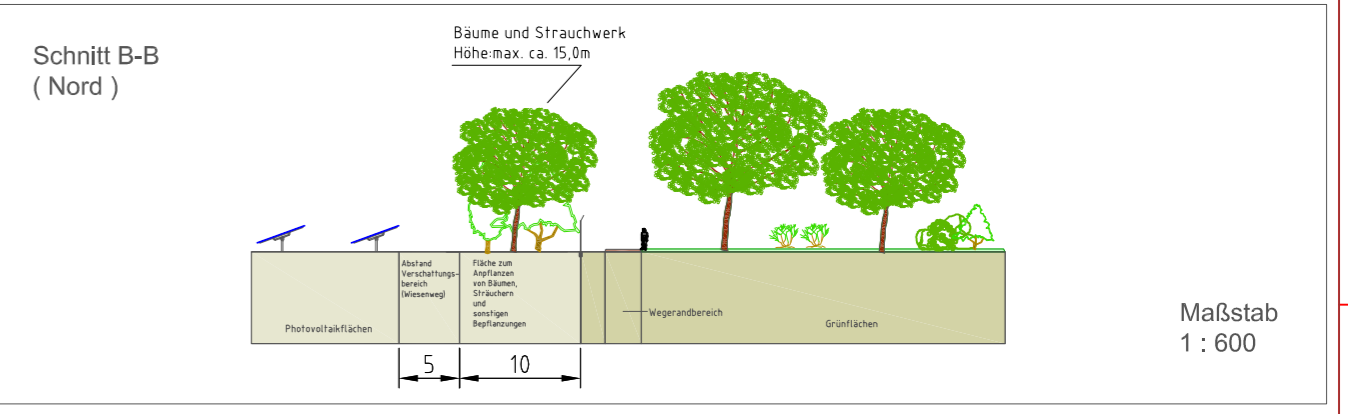 Schnitt B-B
( Nord )
Bäume und Strauchwerk
Höhe:max. ca. 15,0m
Photovoltaikflächen
Abstand
Verschattungs-
bereich
(Wiesenweg)
Fläche zum
Anpflanzen
von Bäumen,
Sträuchern
und
sonstigen
Bepflanzungen
Wegerandbereich
Grünflächen
5
10
Maßstab
1 : 600